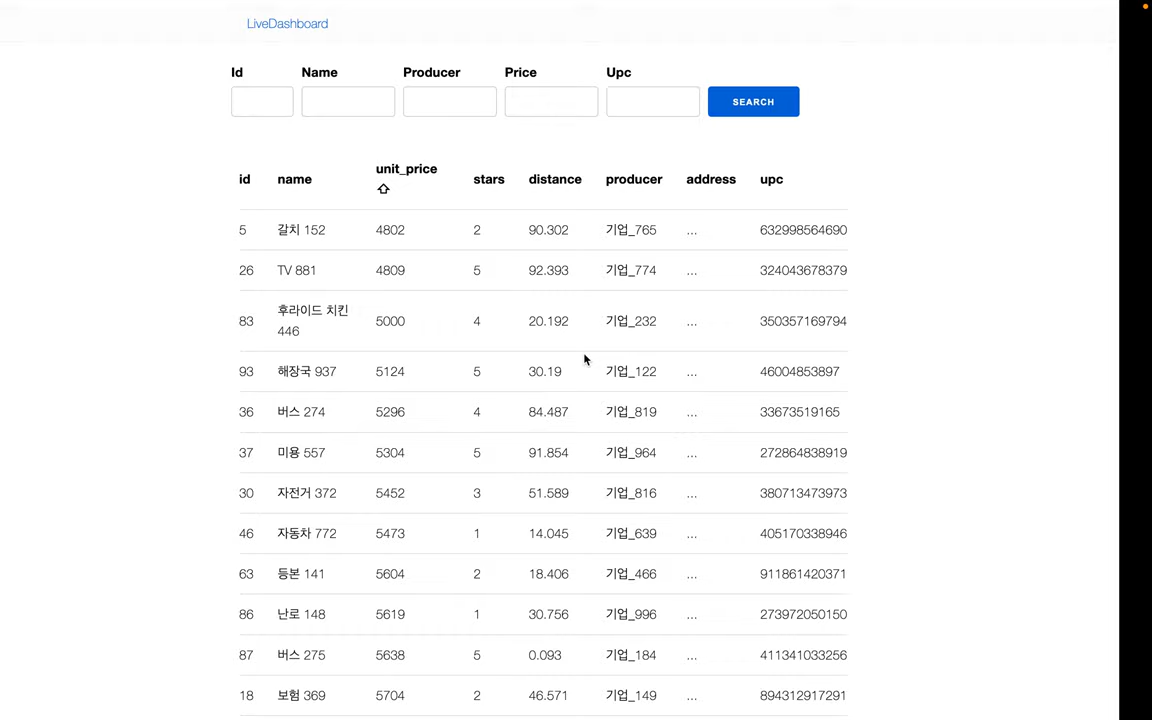 LiveDashboard
Id Name Producer Price Upc
SEARCH
id name unit_price stars distance producer address upc
5 갈치 152 4802 2 90.302 기업_765 ... 632998564690
26 TV 881 4809 5 92.393 기업_774 ... 324043678379
83 후라이드 치킨 446 5000 4 20.192 기업_232 ... 350357169794
93 해장국 937 5124 5 30.19 기업_122 ... 46004853897
36 버스 274 5296 4 84.487 기업_819 ... 33673519165
37 미용 557 5304 5 91.854 기업_964 ... 272864838919
30 자전거 372 5452 3 51.589 기업_816 ... 380713473973
46 자동차 772 5473 1 14.045 기업_639 ... 405170338946
63 등본 141 5604 2 18.406 기업_466 ... 911861420371
86 난로 148 5619 1 30.756 기업_996 ... 273972050150
87 버스 275 5638 5 0.093 기업_184 ... 411341033256
18 보험 369 5704 2 46.571 기업_149 ... 894312917291